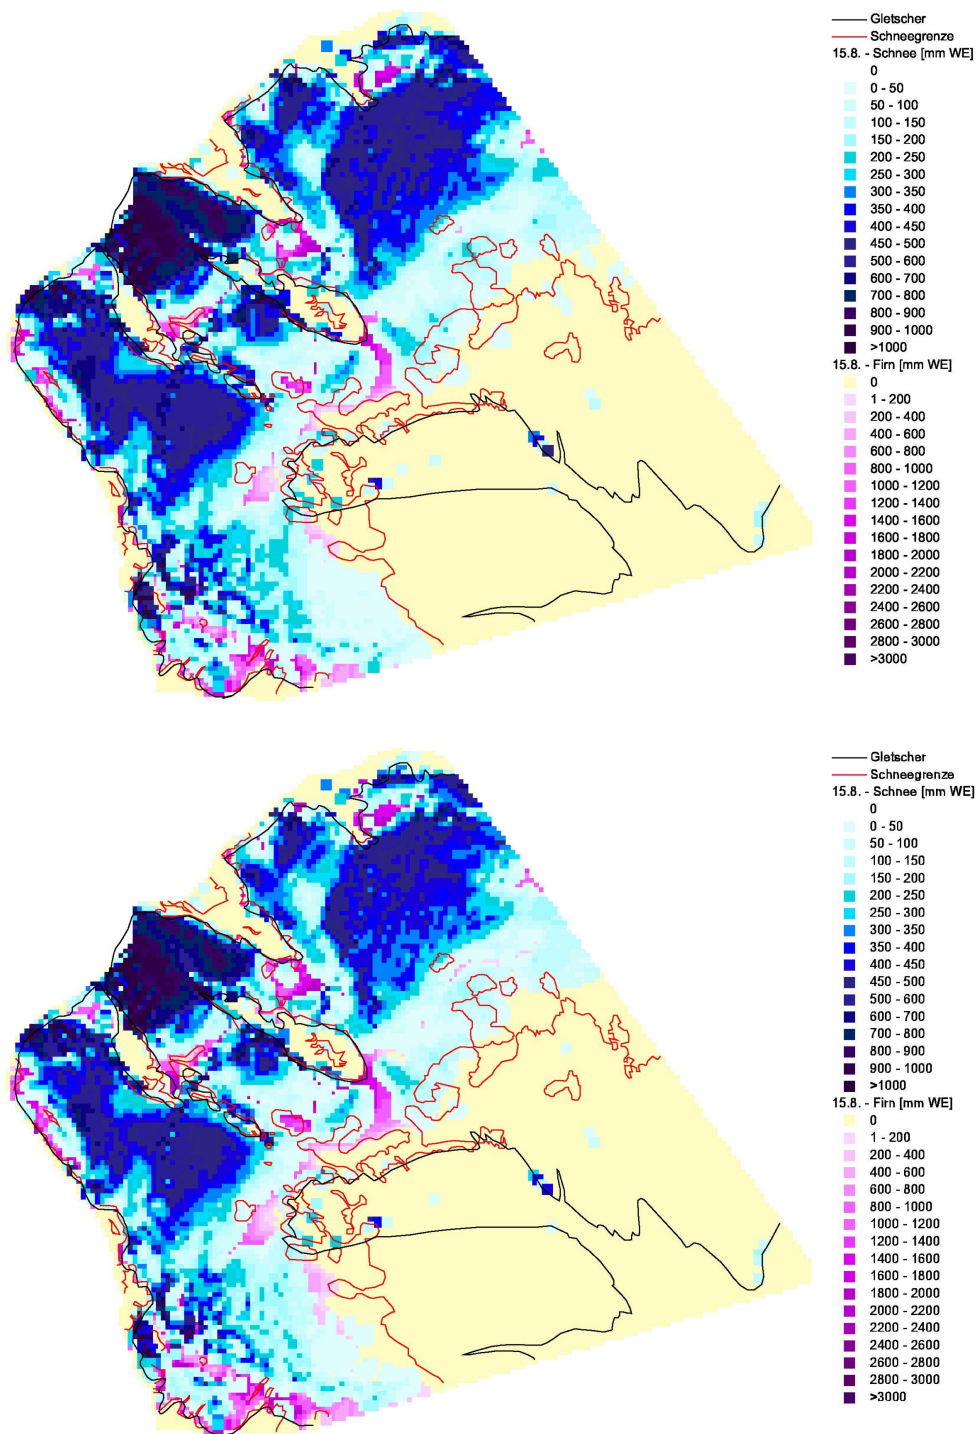 Gletscher
Schneegrenze
15.8. - Schnee [mm WE]
0
0 - 50
50 - 100
100 - 150
150 - 200
200 - 250
250 - 300
300 - 350
350 - 400
400 - 450
450 - 500
500 - 600
600 - 700
700 - 800
800 - 900
900 - 1000
>1000
15.8. - Firn [mm WE]
0
1 - 200
200 - 400
400 - 600
600 - 800
800 - 1000
1000 - 1200
1200 - 1400
1400 - 1600
1600 - 1800
1800 - 2000
2000 - 2200
2200 - 2400
2400 - 2600
2600 - 2800
2800 - 3000
>3000
Gletscher
Schneegrenze
15.8. - Schnee [mm WE]
0
0 - 50
50 - 100
100 - 150
150 - 200
200 - 250
250 - 300
300 - 350
350 - 400
400 - 450
450 - 500
500 - 600
600 - 700
700 - 800
800 - 900
900 - 1000
>1000
15.8. - Firn [mm WE]
0
1 - 200
200 - 400
400 - 600
600 - 800
800 - 1000
1000 - 1200
1200 - 1400
1400 - 1600
1600 - 1800
1800 - 2000
2000 - 2200
2200 - 2400
2400 - 2600
2600 - 2800
2800 - 3000
>3000